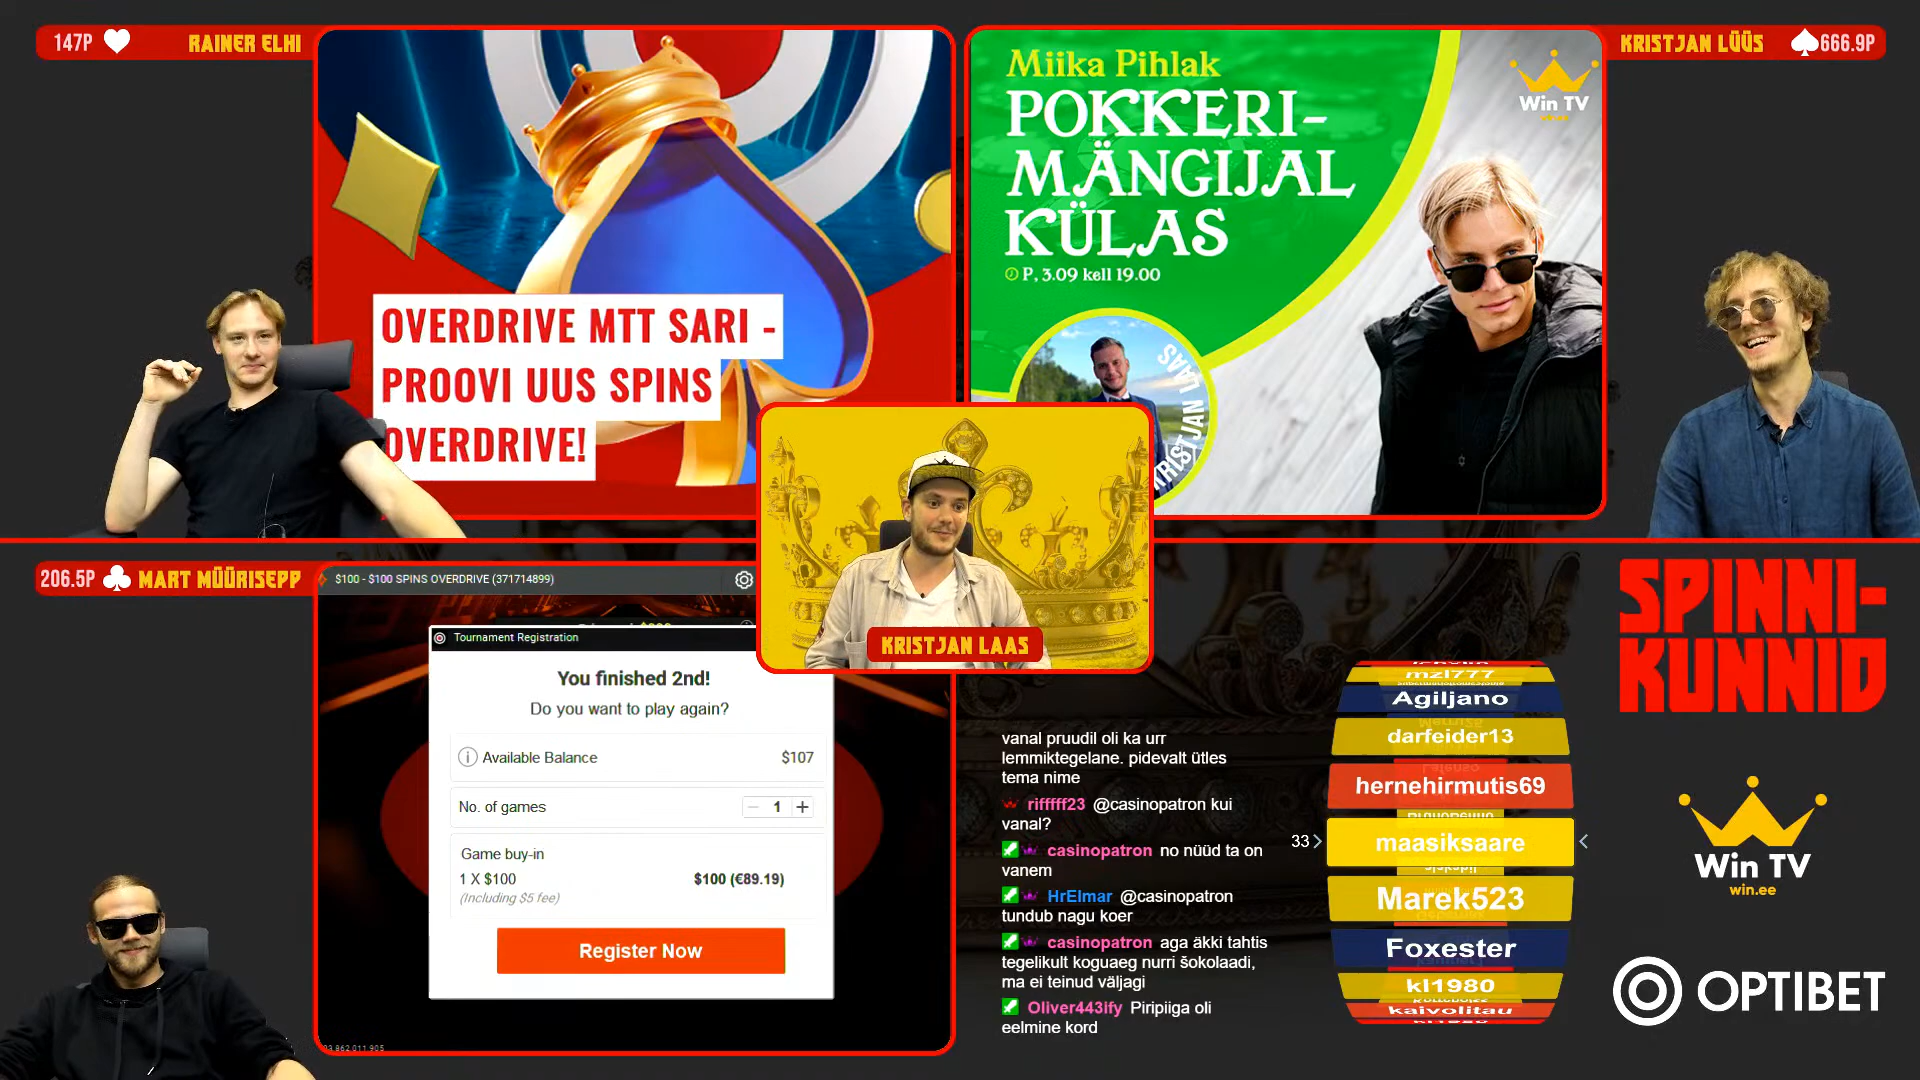 147P
RAINER ELHI
OVERDRIVE MTT SARI -
PROOVI UUS SPINS
OVERDRIVE!
Miika Pihlak
POKKERI-
MÄNGIJAL
KÜLAS
P, 3.09 kell 19.00
KRISTJAN LAAS
Win TV
win.ee
KRISTJAN LÜÜS
666.9P
KRISTJAN LAAS
206.5P
MART MÜÜRISEPP
$100 - $100 SPINS OVERDRIVE (371714899)
Tournament Registration
You finished 2nd!
Do you want to play again?
Available Balance
$107
No. of games
1
Game buy-in
1 X $100
$100 (€89.19)
(Including $5 fee)
Register Now
vanal pruudil oli ka urr
lemmiktegelane. pidevalt ütles
tema nime
rifffff23 @casinopatron kui
vanal?
casinopatron no nüüd ta on
vanem
HrElmar @casinopatron
tundub nagu koer
casinopatron aga äkki tahtis
tegelikult koguaeg nurri šokolaadi,
ma ei teinud väljagi
Oliver443ify Piripiiga oli
eelmine kord
mzl777
Agiljano
darfeider13
hernehirmutis69
33
maasiksaare
Marek523
Foxester
kl1980
kaivolitau
SPINNI-
KUNNID
Win TV
win.ee
OPTIBET